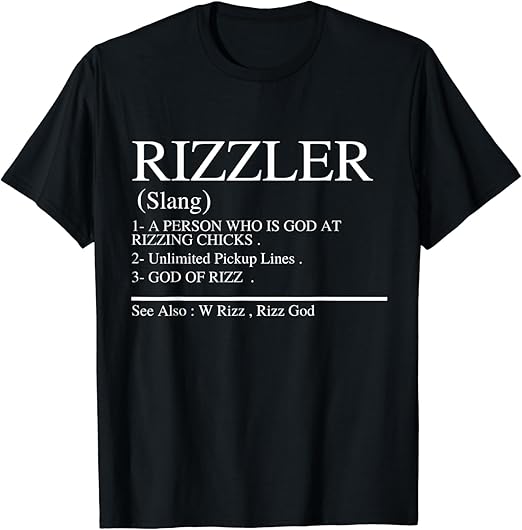 RIZZLER
(Slang)
1- A PERSON WHO IS GOD AT
RIZZING CHICKS .
2- Unlimited Pickup Lines .
3- GOD OF RIZZ .
See Also : W Rizz , Rizz God